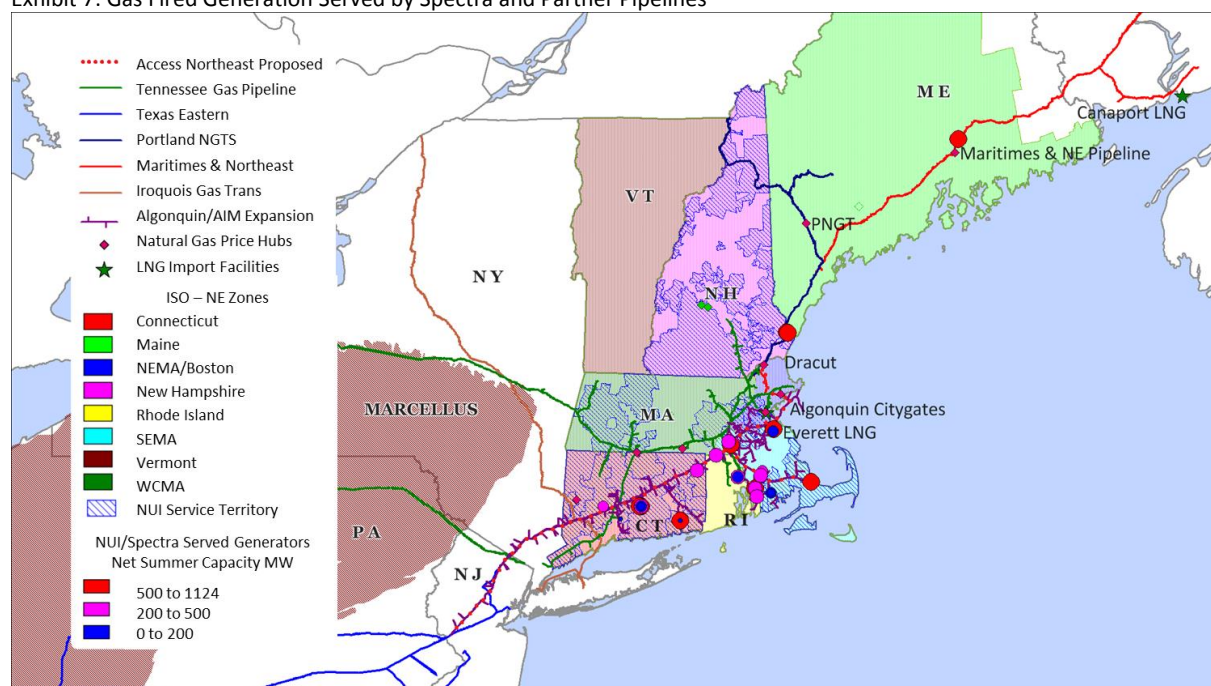 Exhibit 7: Gas Fired Generation Served by Spectra and Partner Pipelines
Access Northeast Proposed
Tennessee Gas Pipeline
Texas Eastern
Portland NGTS
Maritimes & Northeast
Iroquois Gas Trans
Algonquin/AIM Expansion
Natural Gas Price Hubs
LNG Import Facilities
ISO – NE Zones
Connecticut
Maine
NEMA/Boston
New Hampshire
Rhode Island
SEMA
Vermont
WCMA
NUI Service Territory
NUI/Spectra Served Generators
Net Summer Capacity MW
500 to 1124
200 to 500
0 to 200
ME
Canaport LNG
Maritimes & NE Pipeline
VT
PNGT
NY
NH
Dracut
MARCELLUS
MA
Algonquin Citygates
Everett LNG
CT
RI
PA
NJ